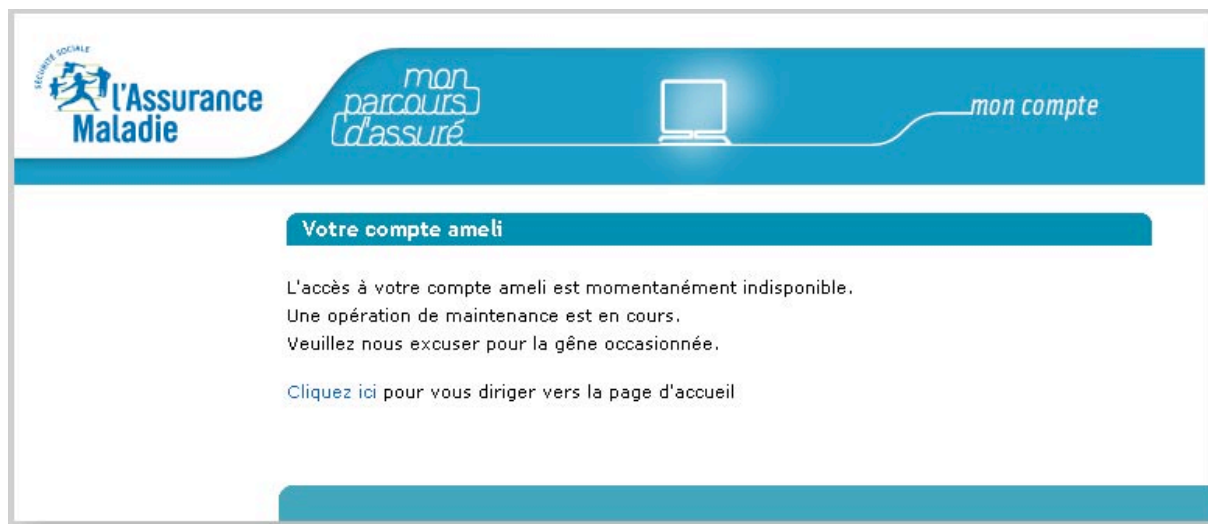 SÉCURITÉ SOCIALE
l'Assurance
Maladie
mon
parcours
d'assuré
mon compte
Votre compte ameli
L'accès à votre compte ameli est momentanément indisponible.
Une opération de maintenance est en cours.
Veuillez nous excuser pour la gêne occasionnée.
Cliquez ici pour vous diriger vers la page d'accueil